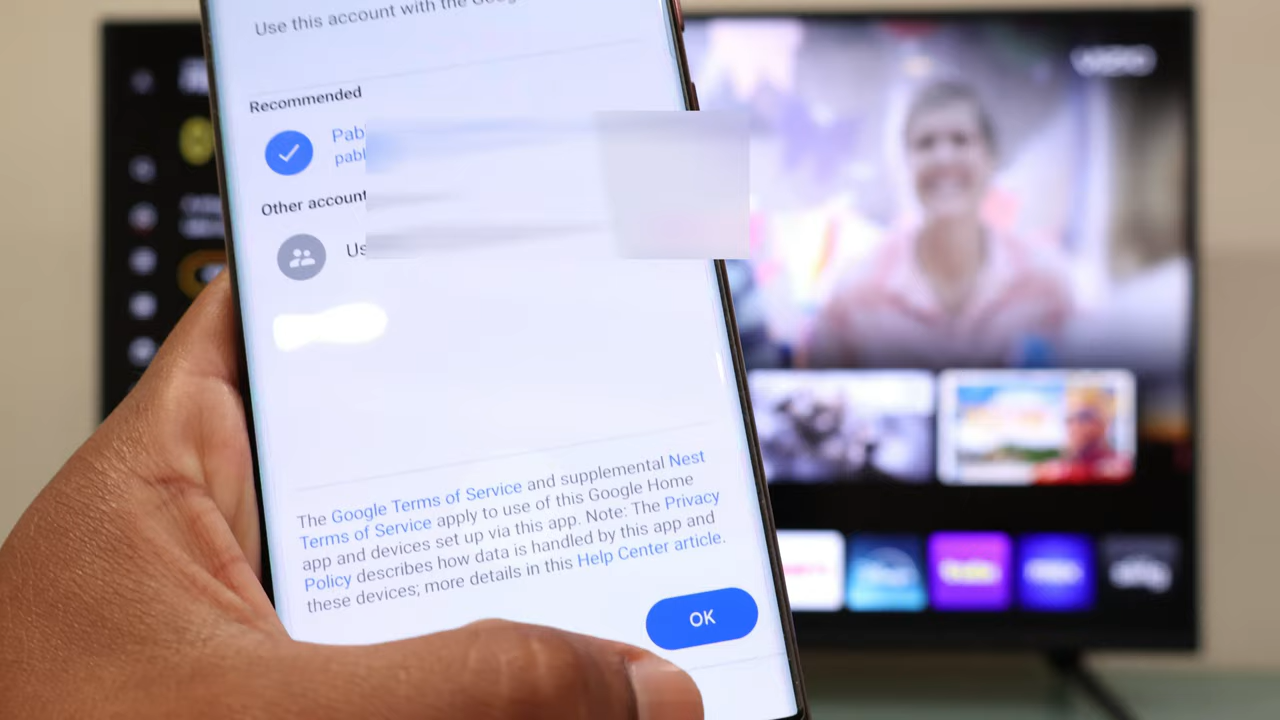 Use this account with the
Recommended
Pab
pabl
Other account
Us
The Google Terms of Service and supplemental Nest
Terms of Service apply to use of this Google Home
app and devices set up via this app. Note: The Privacy
Policy describes how data is handled by this app and
these devices; more details in this Help Center article.
OK
VIZIO